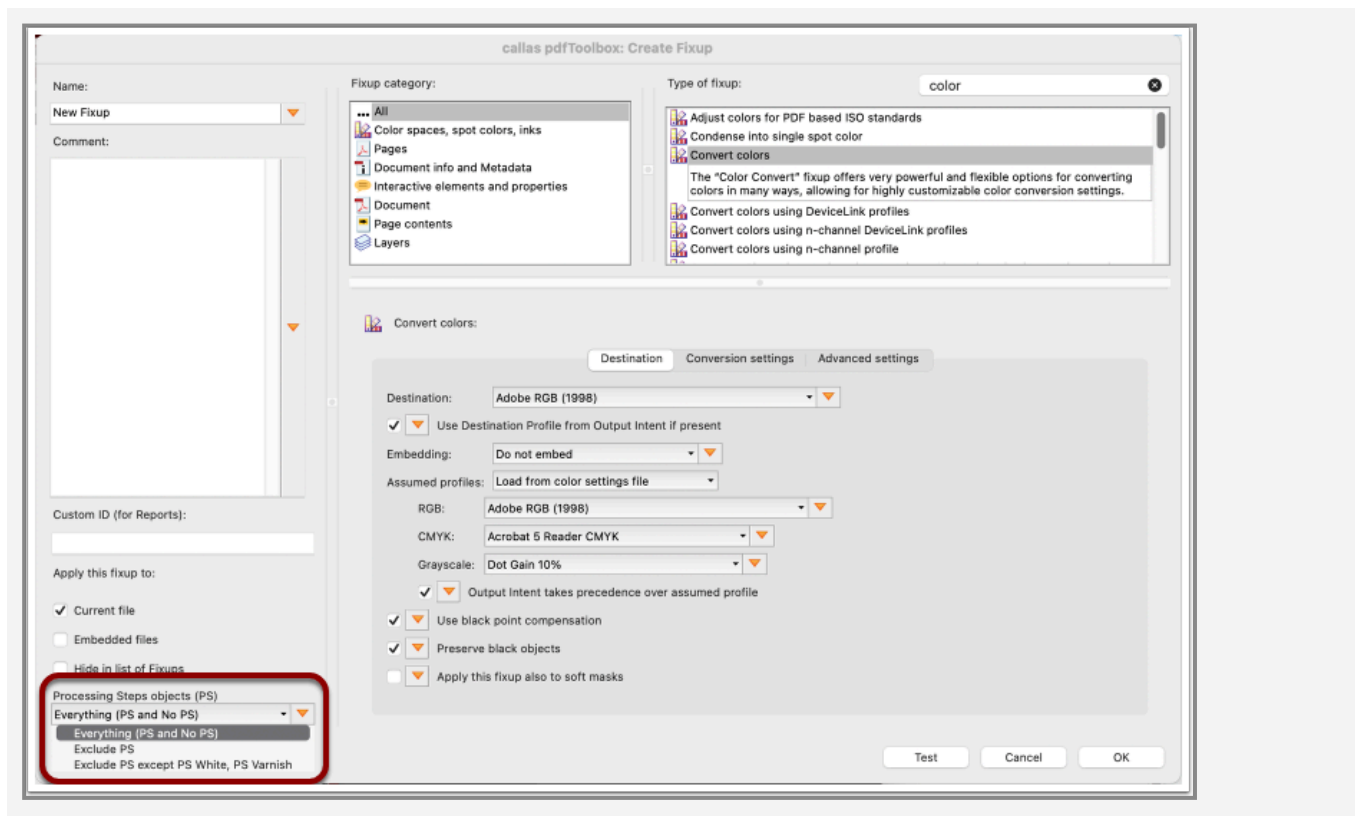 callas pdfToolbox: Create Fixup
Name:
New Fixup
Comment:
Custom ID (for Reports):
Apply this fixup to:
Current file
Embedded files
Hide in list of Fixups
Processing Steps objects (PS)
Everything (PS and No PS)
Everything (PS and No PS)
Exclude PS
Exclude PS except PS White, PS Varnish
Fixup category:
... All
Color spaces, spot colors, inks
Pages
Document info and Metadata
Interactive elements and properties
Document
Page contents
Layers
Type of fixup:
color
Adjust colors for PDF based ISO standards
Condense into single spot color
Convert colors
The “Color Convert” fixup offers very powerful and flexible options for converting
colors in many ways, allowing for highly customizable color conversion settings.
Convert colors using DeviceLink profiles
Convert colors using n-channel DeviceLink profiles
Convert colors using n-channel profile
Convert colors:
Destination Conversion settings Advanced settings
Destination: Adobe RGB (1998)
Use Destination Profile from Output Intent if present
Embedding: Do not embed
Assumed profiles: Load from color settings file
RGB: Adobe RGB (1998)
CMYK: Acrobat 5 Reader CMYK
Grayscale: Dot Gain 10%
Output Intent takes precedence over assumed profile
Use black point compensation
Preserve black objects
Apply this fixup also to soft masks
Test Cancel OK